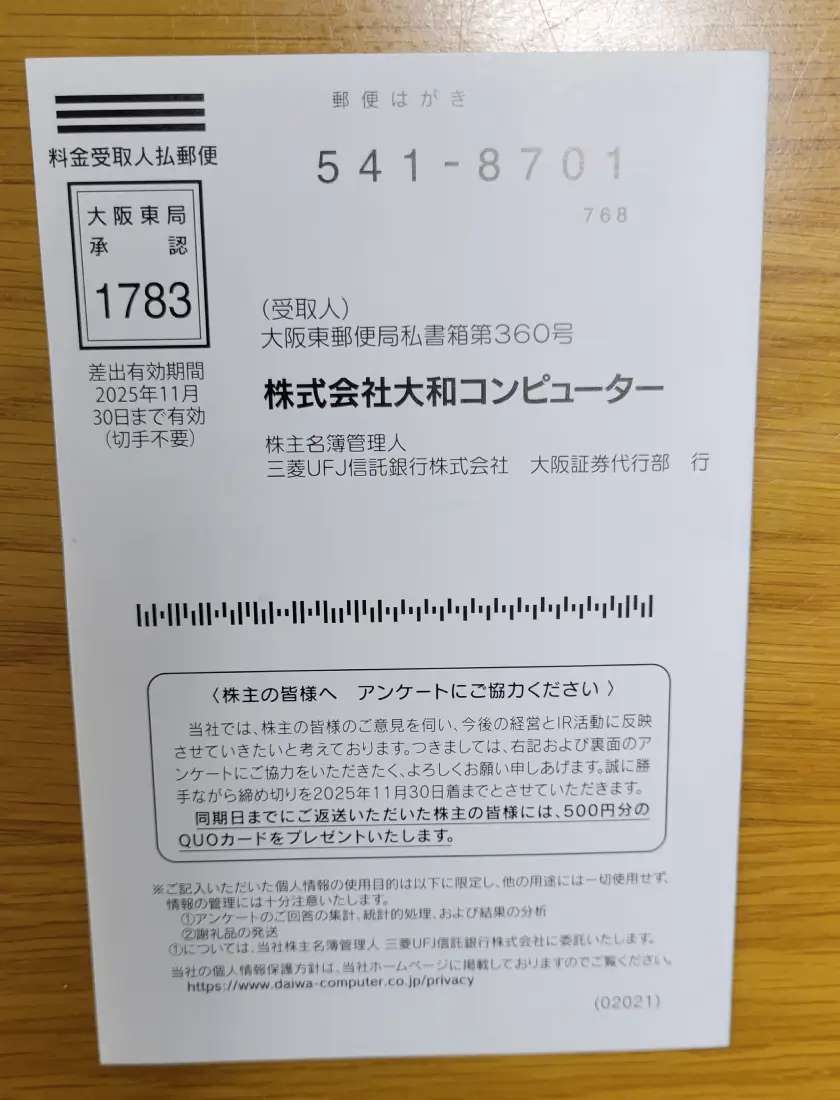 郵便はがき
料金受取人払郵便
541-8701
768
大阪東局
承 認
1783
差出有効期間
2025年11月
30日まで有効
(切手不要)
(受取人)
大阪東郵便局私書箱第360号
株式会社大和コンピューター
株主名簿管理人
三菱UFJ信託銀行株式会社 大阪証券代行部 行
〈株主の皆様へ アンケートにご協力ください〉
当社では、株主の皆様のご意見を伺い、今後の経営とIR活動に反映
させていきたいと考えております。つきましては、右記および裏面のア
ンケートにご協力をいただきたく、よろしくお願い申しあげます。誠に勝
手ながら締め切りを2025年11月30日着までとさせていただきます。
同期日までにご返送いただいた株主の皆様には、500円分の
QUOカードをプレゼントいたします。
※ご記入いただいた個人情報の使用目的は以下に限定し、他の用途には一切使用せず、
情報の管理には十分注意いたします。
①アンケートのご回答の集計、統計的処理、および結果の分析
②謝礼品の発送
①については、当社株主名簿管理人 三菱UFJ信託銀行株式会社に委託いたします。
当社の個人情報保護方針は、当社ホームページに掲載しておりますのでご覧ください。
https://www.daiwa-computer.co.jp/privacy
(02021)